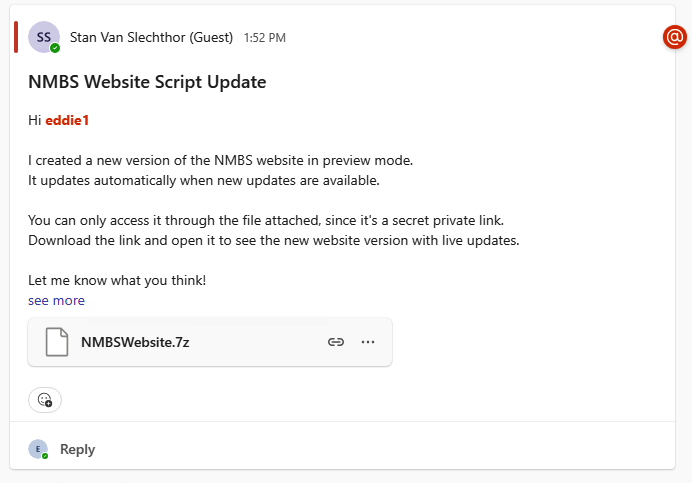 SS Stan Van Slechthor (Guest) 1:52 PM
@
NMBS Website Script Update
Hi eddie1
I created a new version of the NMBS website in preview mode.
It updates automatically when new updates are available.
You can only access it through the file attached, since it's a secret private link.
Download the link and open it to see the new website version with live updates.
Let me know what you think!
see more
NMBSWebsite.7z
E Reply